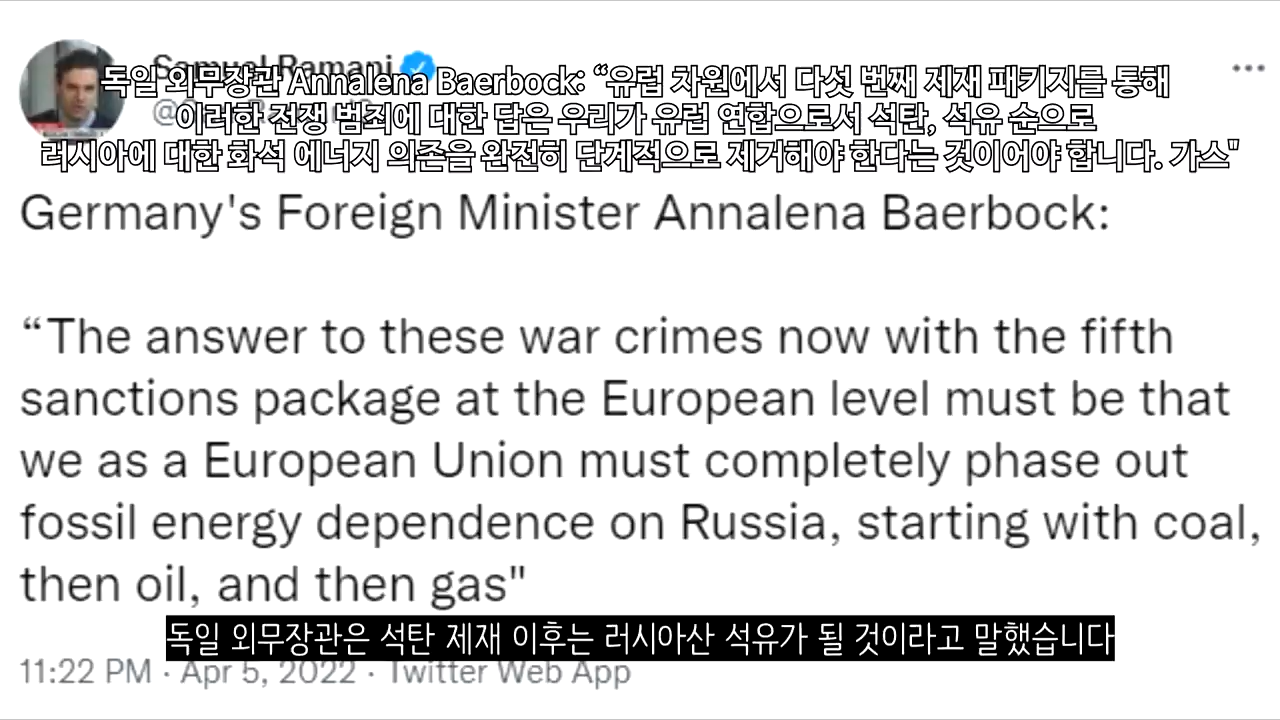 Samuel Ramani
독일 외무장관 Annalena Baerbock: “유럽 차원에서 다섯 번째 제재 패키지를 통해
이러한 전쟁 범죄에 대한 답은 우리가 유럽 연합으로서 석탄, 석유 순으로
러시아에 대한 화석 에너지 의존을 완전히 단계적으로 제거해야 한다는 것이어야 합니다. 가스"
Germany's Foreign Minister Annalena Baerbock:
“The answer to these war crimes now with the fifth
sanctions package at the European level must be that
we as a European Union must completely phase out
fossil energy dependence on Russia, starting with coal,
then oil, and then gas"
독일 외무장관은 석탄 제재 이후는 러시아산 석유가 될 것이라고 말했습니다
11:22 PM · Apr 5, 2022 · Twitter Web App